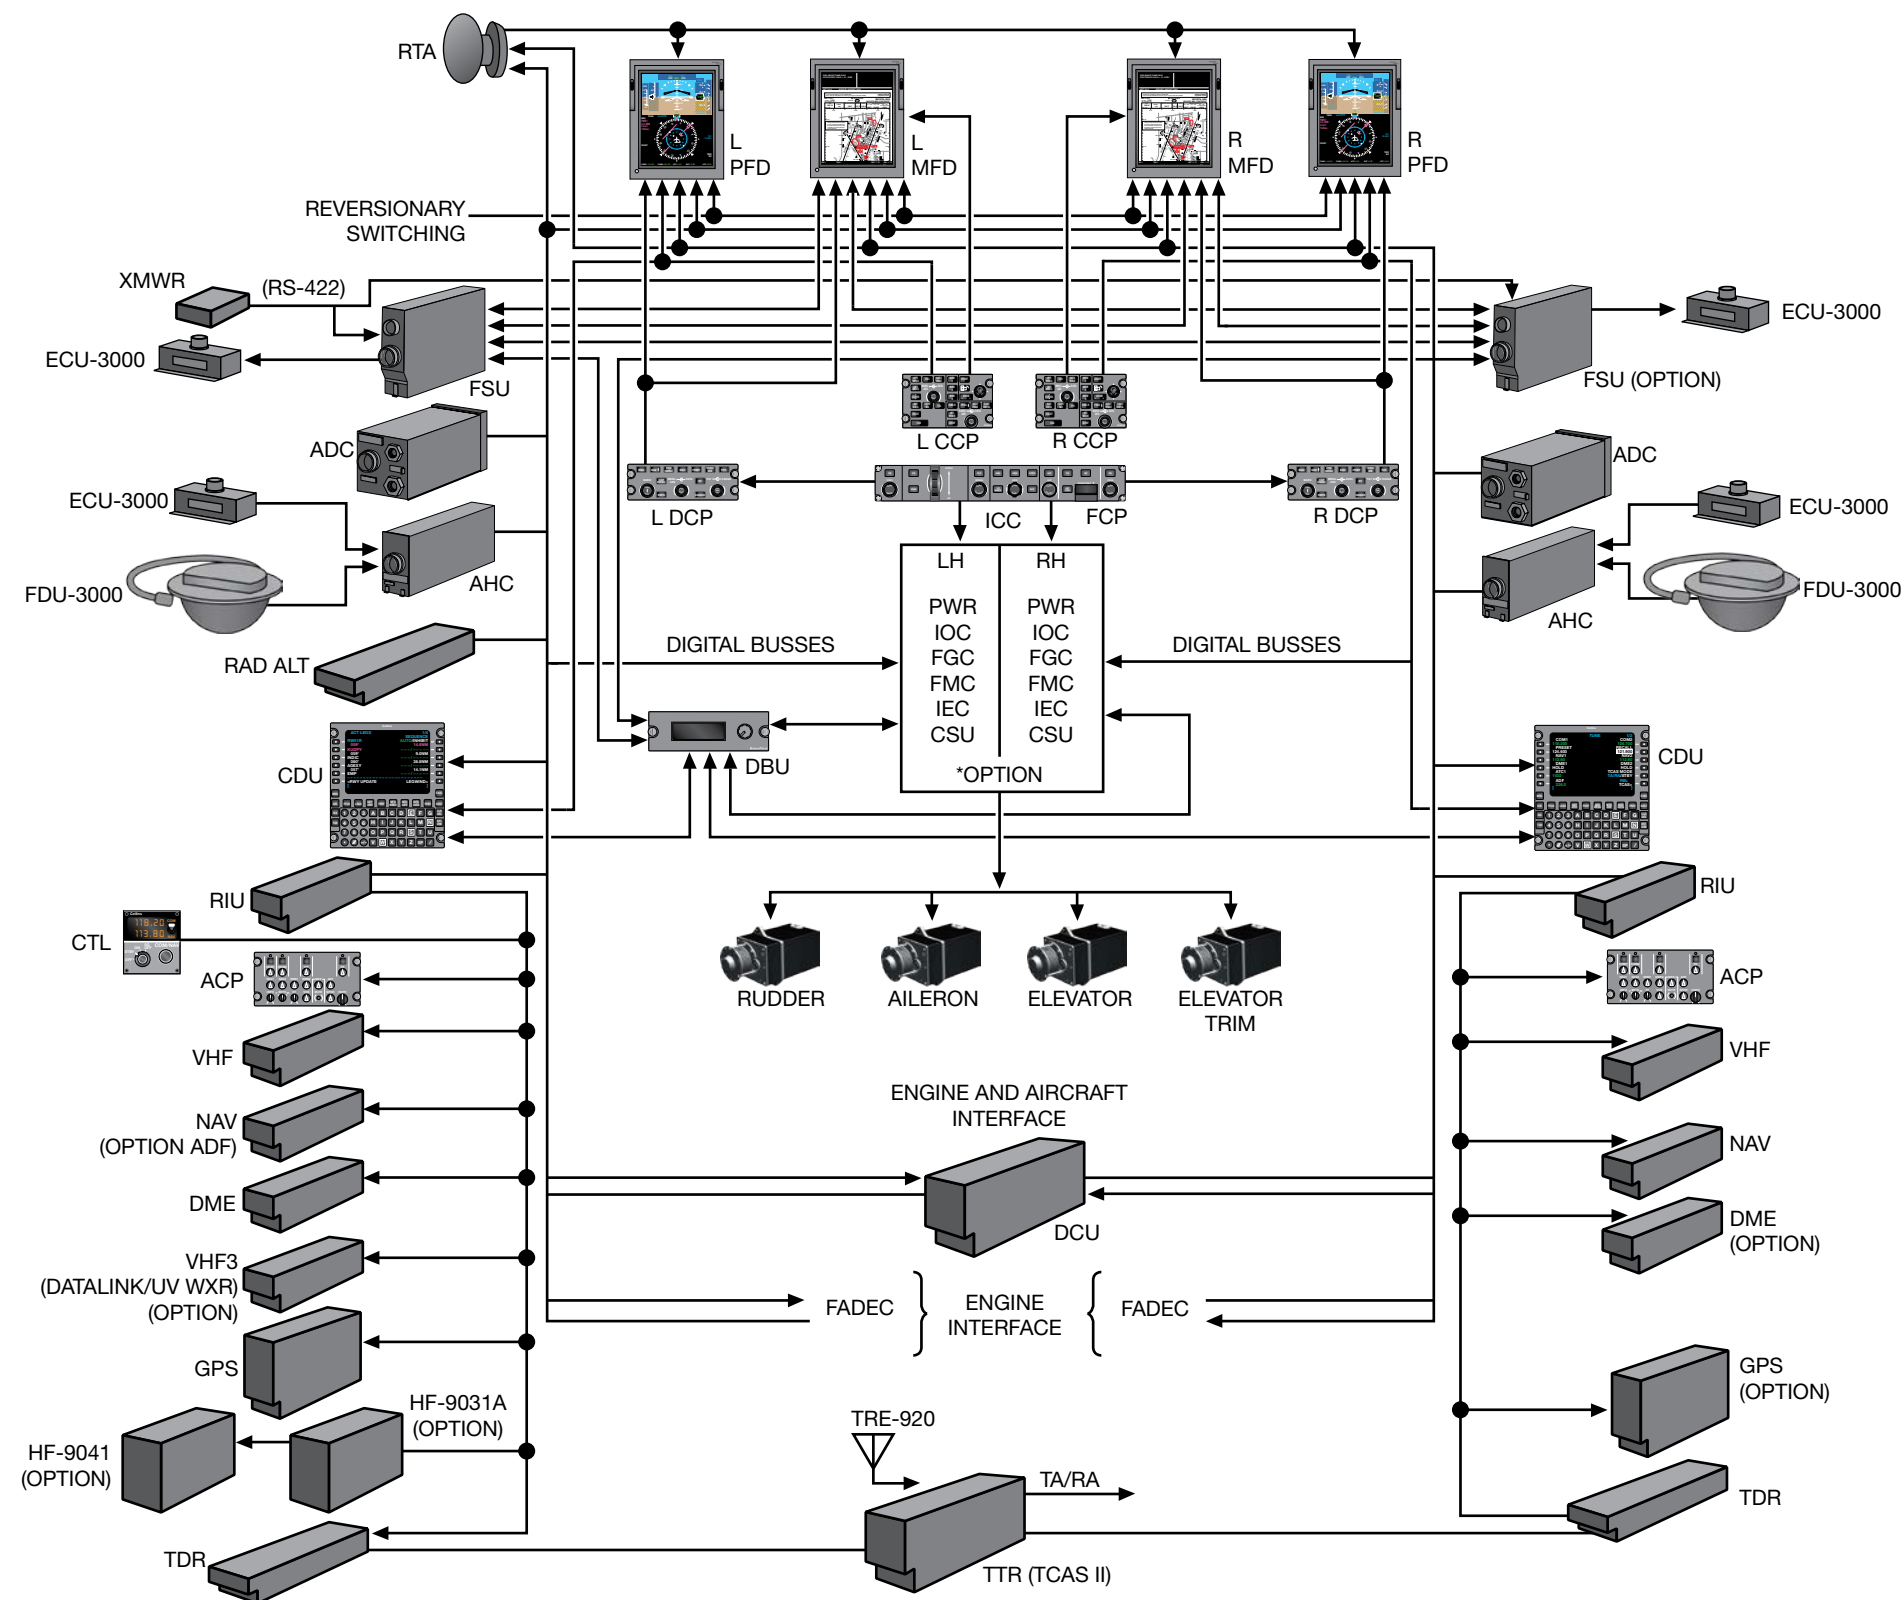 RTA
L
PFD
L
MFD
R
MFD
R
PFD
REVERSIONARY
SWITCHING
XMWR
(RS-422)
ECU-3000
FSU
ECU-3000
FSU (OPTION)
L CCP
R CCP
ADC
ADC
ECU-3000
L DCP
ICC
FCP
R DCP
ECU-3000
AHC
FDU-3000
LH
RH
FDU-3000
AHC
PWR
IOC
FGC
FMC
IEC
CSU
PWR
IOC
FGC
FMC
IEC
CSU
*OPTION
DIGITAL BUSSES
DIGITAL BUSSES
RAD ALT
CDU
DBU
CDU
RIU
RIU
118.20
113.80
CTL
ACP
ACP
RUDDER
AILERON
ELEVATOR
ELEVATOR
TRIM
VHF
VHF
NAV
(OPTION ADF)
NAV
ENGINE AND AIRCRAFT
INTERFACE
DME
DCU
DME
(OPTION)
VHF3
(DATALINK/UV WXR)
(OPTION)
FADEC
ENGINE
INTERFACE
FADEC
GPS
GPS
(OPTION)
HF-9031A
(OPTION)
HF-9041
(OPTION)
TRE-920
TA/RA
TDR
TDR
TTR (TCAS II)